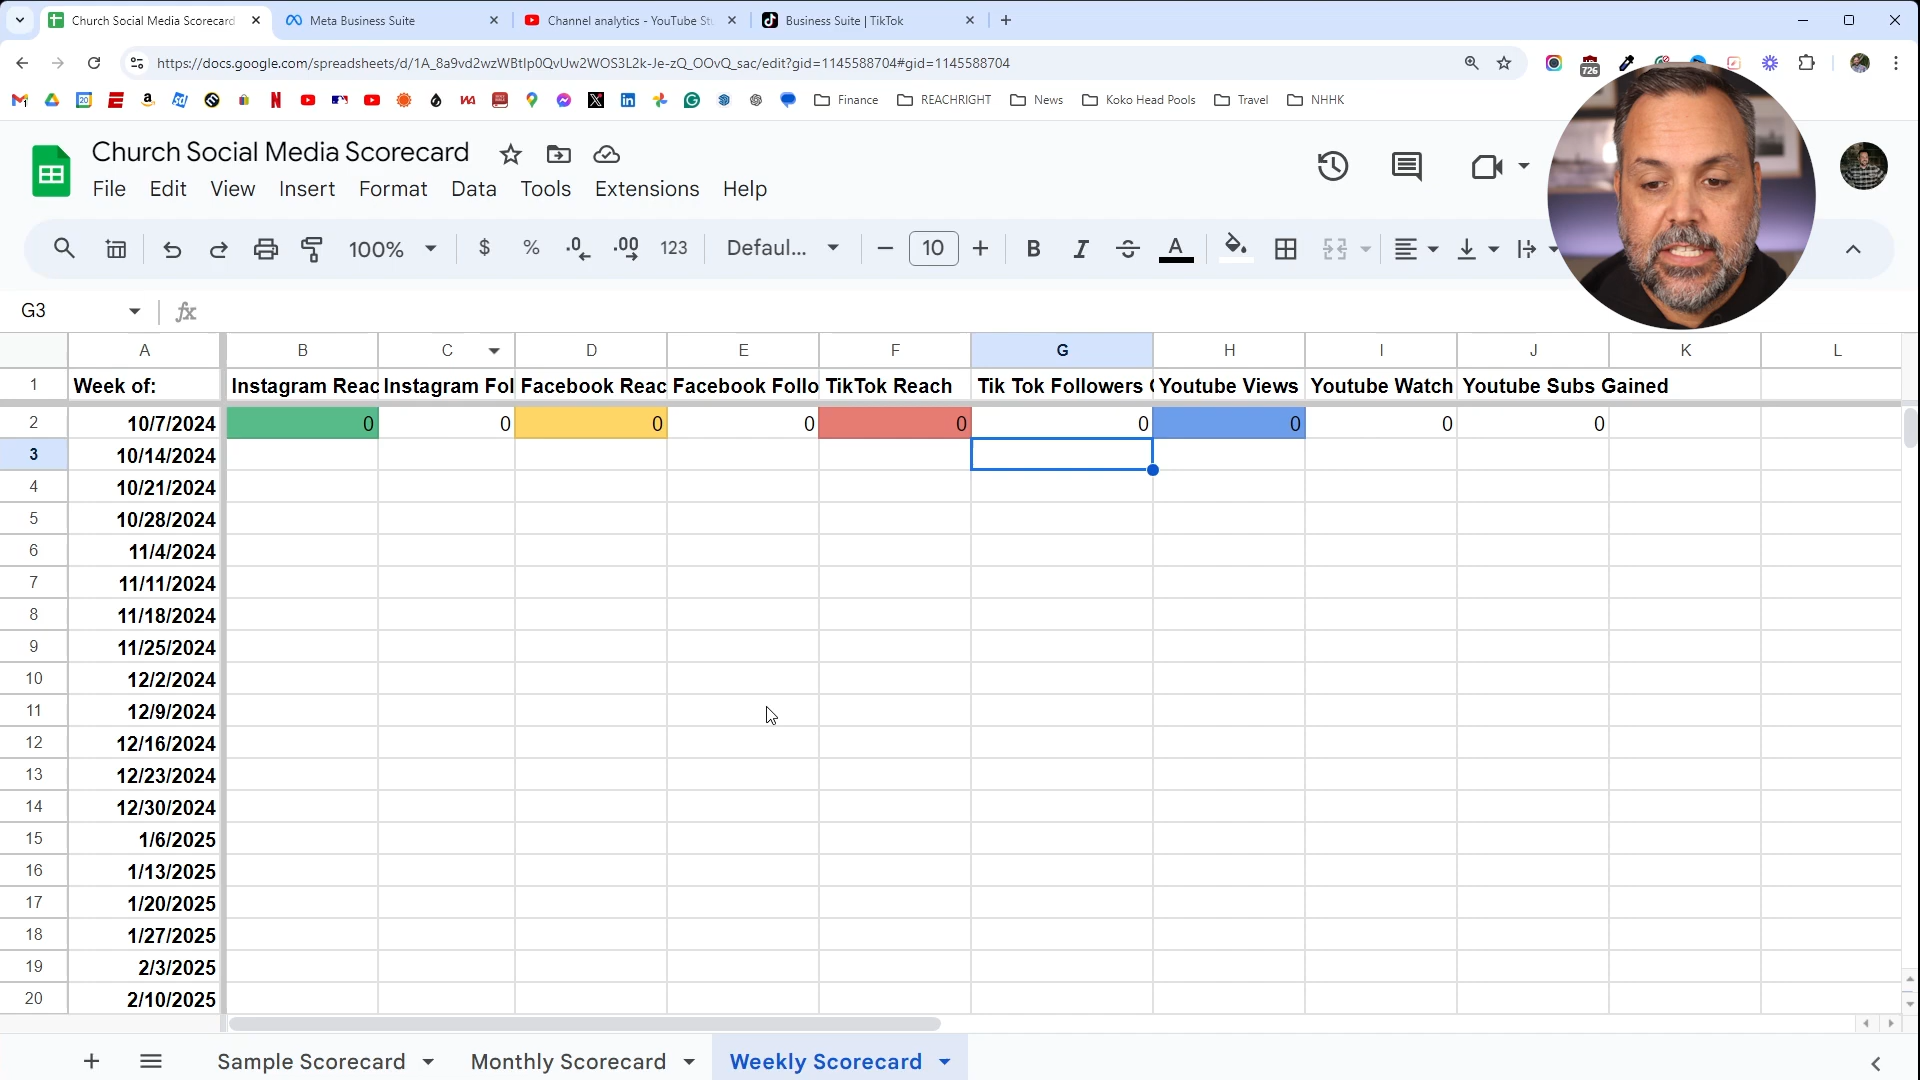 Church Social Media Scorecard
Meta Business Suite
Channel analytics - YouTube St
Business Suite | TikTok
https://docs.google.com/spreadsheets/d/1A_8a9vd2wzWBtIp0QvUw2WOS3L2k-Je-zQ_OOvQ_sac/edit?gid=1145588704#gid=1145588704
726
Finance
REACHRIGHT
News
Koko Head Pools
Travel
NHHK
Church Social Media Scorecard
File Edit View Insert Format Data Tools Extensions Help
100% $ % .0 .00 123 Defaul... − 10 + B I S A
G3 fx
A B C D E F G H I J K L
1 Week of: Instagram Reac Instagram Fol Facebook Reac Facebook Follo TikTok Reach Tik Tok Followers ( Youtube Views Youtube Watch Youtube Subs Gained
2 10/7/2024 0 0 0 0 0 0 0 0 0
3 10/14/2024
4 10/21/2024
5 10/28/2024
6 11/4/2024
7 11/11/2024
8 11/18/2024
9 11/25/2024
10 12/2/2024
11 12/9/2024
12 12/16/2024
13 12/23/2024
14 12/30/2024
15 1/6/2025
16 1/13/2025
17 1/20/2025
18 1/27/2025
19 2/3/2025
20 2/10/2025
Sample Scorecard Monthly Scorecard Weekly Scorecard